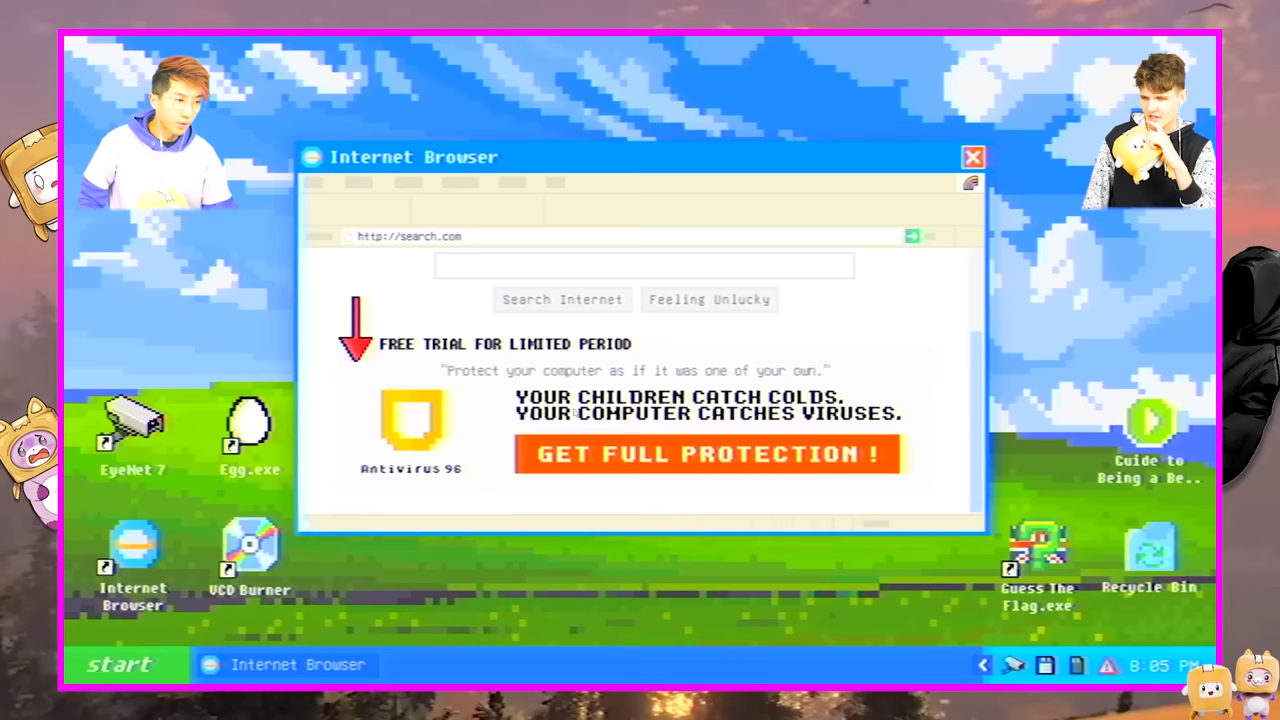 Internet Browser
http://search.com
Search Internet
Feeling Unlucky
FREE TRIAL FOR LIMITED PERIOD
"Protect your computer as if it was one of your own."
YOUR CHILDREN CATCH COLDS.
YOUR COMPUTER CATCHES VIRUSES.
GET FULL PROTECTION !
Antivirus 96
EyeNet 7
Egg.exe
Guide to
Being a Be..
Internet
Browser
VCD Burner
Guess The
Flag.exe
Recycle Bin
start
Internet Browser
8:05 PM